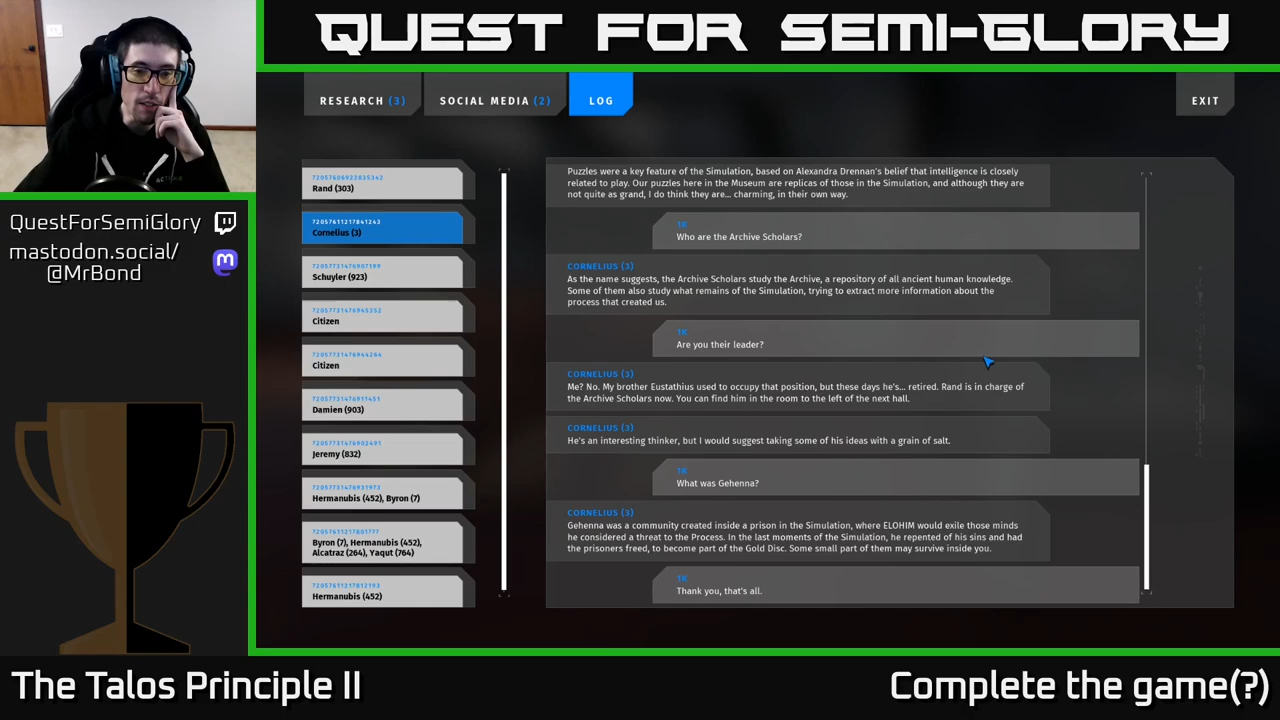 QUEST FOR SEMI-GLORY
RESEARCH (3)
SOCIAL MEDIA (2)
LOG
EXIT
Rand (303)
Cornelius (3)
Schuyler (923)
Citizen
Citizen
Damien (903)
Jeremy (832)
Hermanubis (452), Byron (7)
Byron (7), Hermanubis (452),
Alcatraz (264), Yaqut (764)
Hermanubis (452)
Puzzles were a key feature of the Simulation, based on Alexandra Drennan's belief that intelligence is closely
related to play. Our puzzles here in the Museum are replicas of those in the Simulation, and although they are
not quite as grand, I do think they are... charming, in their own way.
1K
Who are the Archive Scholars?
CORNELIUS (3)
As the name suggests, the Archive Scholars study the Archive, a repository of all ancient human knowledge.
Some of them also study what remains of the Simulation, trying to extract more information about the
process that created us.
1K
Are you their leader?
CORNELIUS (3)
Me? No. My brother Eustathius used to occupy that position, but these days he's... retired. Rand is in charge of
the Archive Scholars now. You can find him in the room to the left of the next hall.
CORNELIUS (3)
He's an interesting thinker, but I would suggest taking some of his ideas with a grain of salt.
1K
What was Gehenna?
CORNELIUS (3)
Gehenna was a community created inside a prison in the Simulation, where ELOHIM would exile those minds
he considered a threat to the Process. In the last moments of the Simulation, he repented of his sins and had
the prisoners freed, to become part of the Gold Disc. Some small part of them may survive inside you.
1K
Thank you, that's all.
QuestForSemiGlory
mastodon.social/
@MrBond
The Talos Principle II
Complete the game(?)